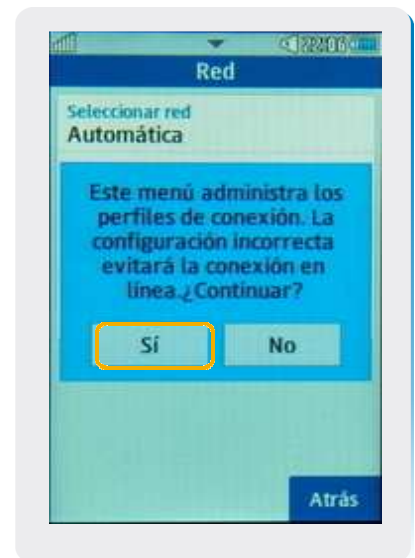 22:06
Red
Seleccionar red
Automática
Este menú administra los
perfiles de conexión. La
configuración incorrecta
evitará la conexión en
línea.¿Continuar?
Sí
No
Atrás